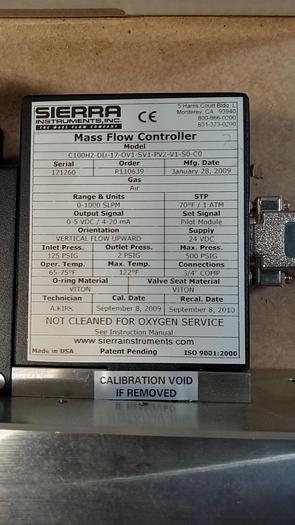 SIERRA
INSTRUMENTS, INC.
THE MASS FLOW COMPANY
CE
5 Harris Court Bldg. L
Monterey, CA 93940
800-866-0200
831-373-0200
Mass Flow Controller
Model
C100H2-DD-17-OV1-SV1-PV2-V1-S0-C0
Serial Order Mfg. Date
121260 R110639 January 28, 2009
Gas
Air
Range & Units STP
0-1000 SLPM 70°F / 1 ATM
Output Signal Set Signal
0-5 VDC / 4-20 mA Pilot Module
Orientation Supply
VERTICAL FLOW UPWARD 24 VDC
Inlet Press. Outlet Press. Max. Press.
125 PSIG 2 PSIG 500 PSIG
Oper. Temp. Max. Temp. Connections
65-75°F 122°F 3/4" COMP
O-ring Material Valve Seat Material
VITON VITON
Technician Cal. Date Recal. Date
A.KIRK September 8, 2009 September 8, 2010
NOT CLEANED FOR OXYGEN SERVICE
See Instruction Manual
www.sierrainstruments.com
Made in USA Patent Pending ISO 9001:2000
CALIBRATION VOID
IF REMOVED